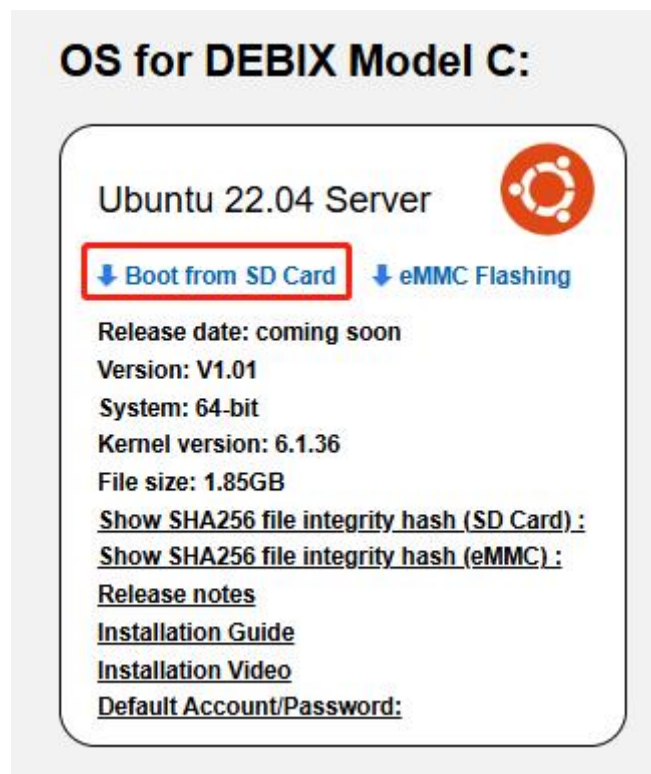 OS for DEBIX Model C:
Ubuntu 22.04 Server
Boot from SD Card eMMC Flashing
Release date: coming soon
Version: V1.01
System: 64-bit
Kernel version: 6.1.36
File size: 1.85GB
Show SHA256 file integrity hash (SD Card) :
Show SHA256 file integrity hash (eMMC) :
Release notes
Installation Guide
Installation Video
Default Account/Password: